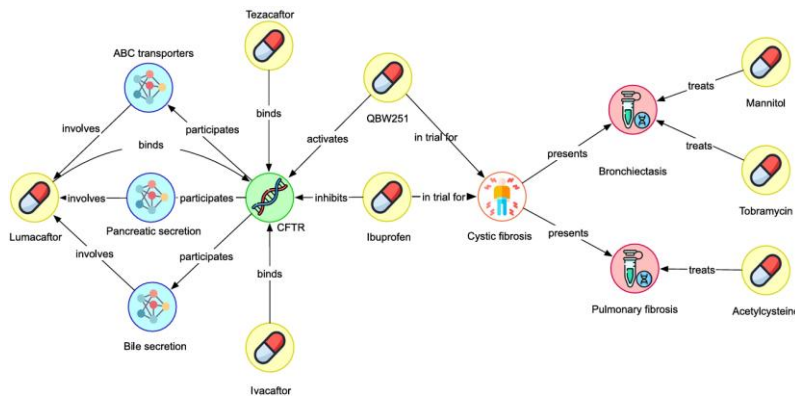 Tezacaftor
ABC transporters
QBW251
Mannitol
treats
binds
involves
participates
activates
in trial for
binds
presents
treats
Bronchiectasis
Tobramycin
involves
participates
inhibits
in trial for
Lumacaftor
Pancreatic secretion
CFTR
Ibuprofen
Cystic fibrosis
involves
participates
presents
binds
treats
Pulmonary fibrosis
Acetylcysteine
Bile secretion
Ivacaftor